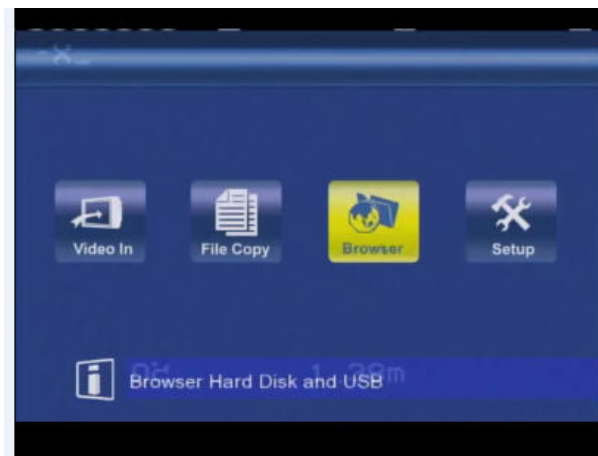 Video In
File Copy
Browser
Setup
Browser Hard Disk and USB